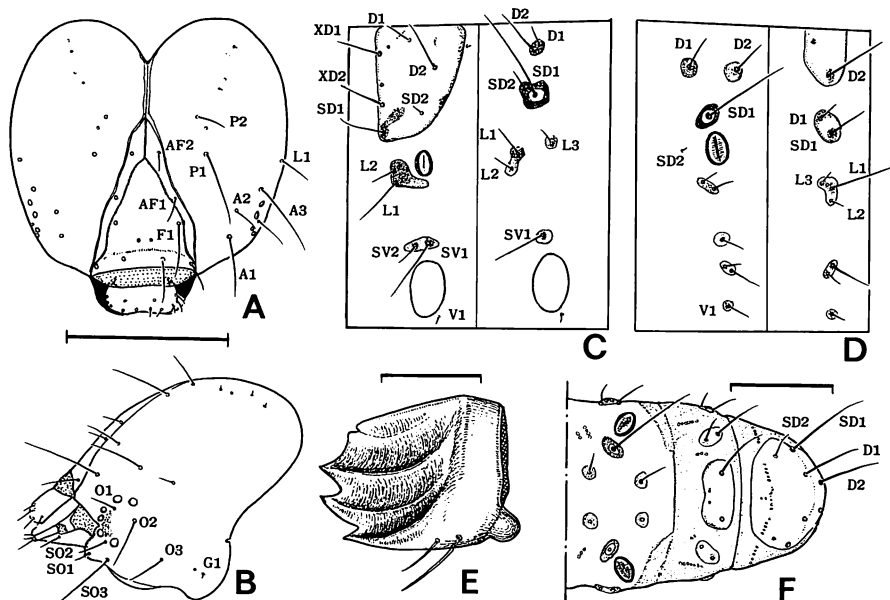 P2
AF2
P1
L1
AF1
A2
A3
F1
A1
A
D1
XD1
D2
XD2
SD2
SD1
L2
L1
SV2
SV1
V1
D2
D1
SD1
SD2
L1
L3
L2
SV1
C
D1
D2
SD1
SD2
V1
D2
D1
SD1
L1
L3
L2
D
O1
O2
SO2
SO1
O3
G1
SO3
B
E
SD2
SD1
D1
D2
F